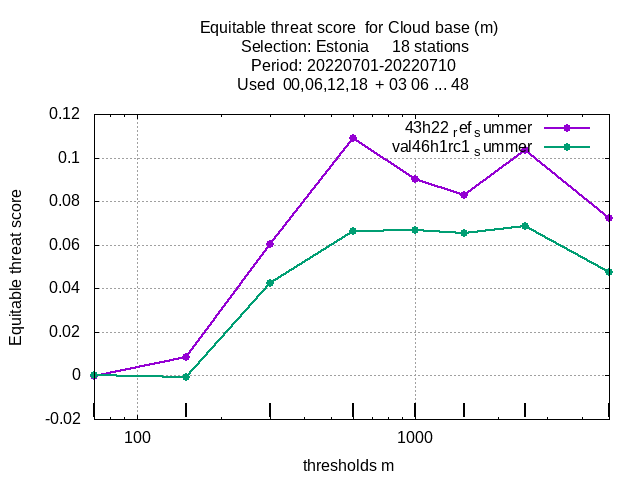 Equitable threat score  for Cloud base (m)
Selection: Estonia     18 stations
Period: 20220701-20220710
Used  00,06,12,18  + 03 06 ... 48
43h22 ref summer
val46h1rc1 summer
0.12
0.1
0.08
0.06
0.04
0.02
0
-0.02
Equitable threat score
100
1000
thresholds m